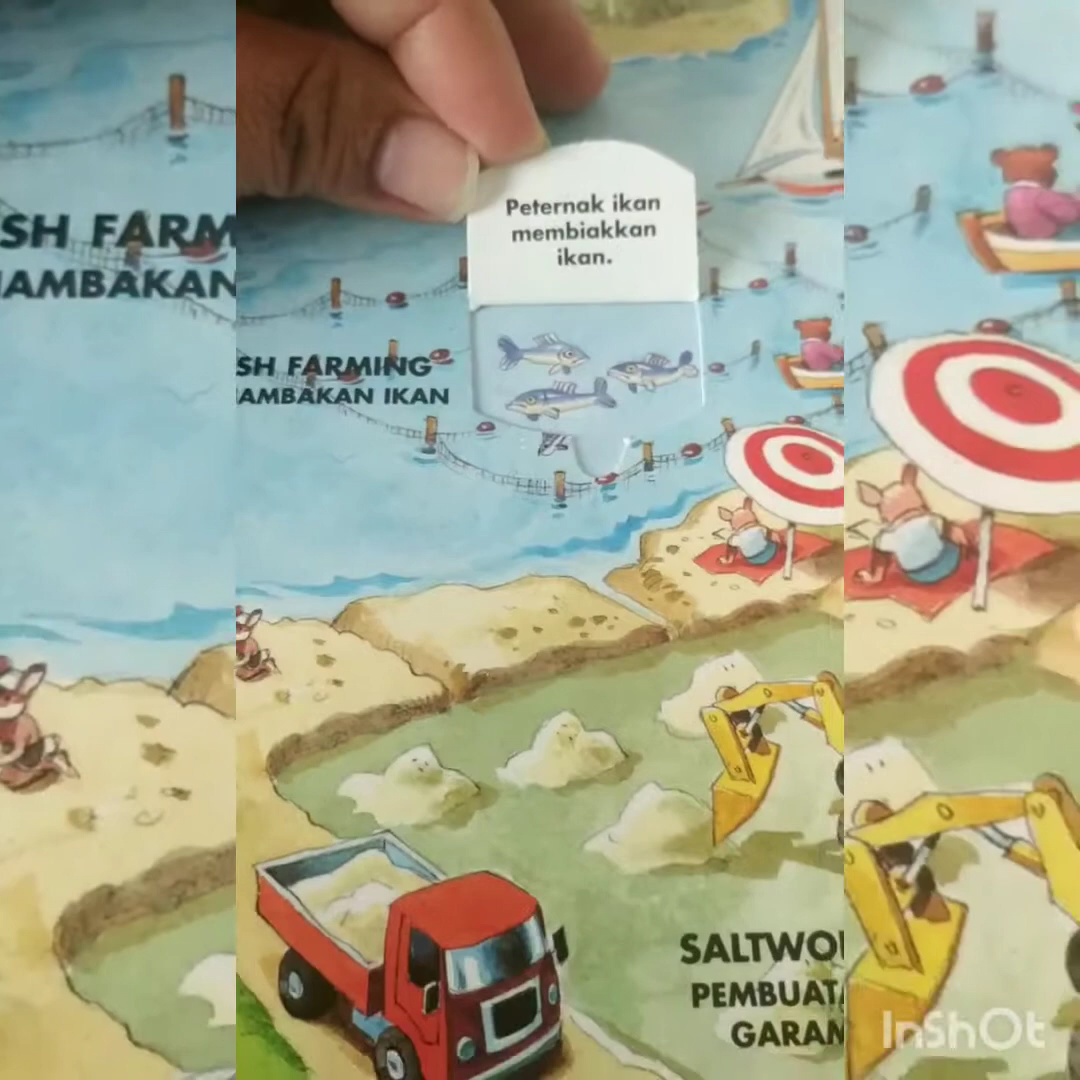 SH FARM
AMBAKAN
Peternak ikan
membiakkan
ikan.
SH FARMING
AMBAKAN IKAN
SALTWO
PEMBUAT
GARAM
InShOt